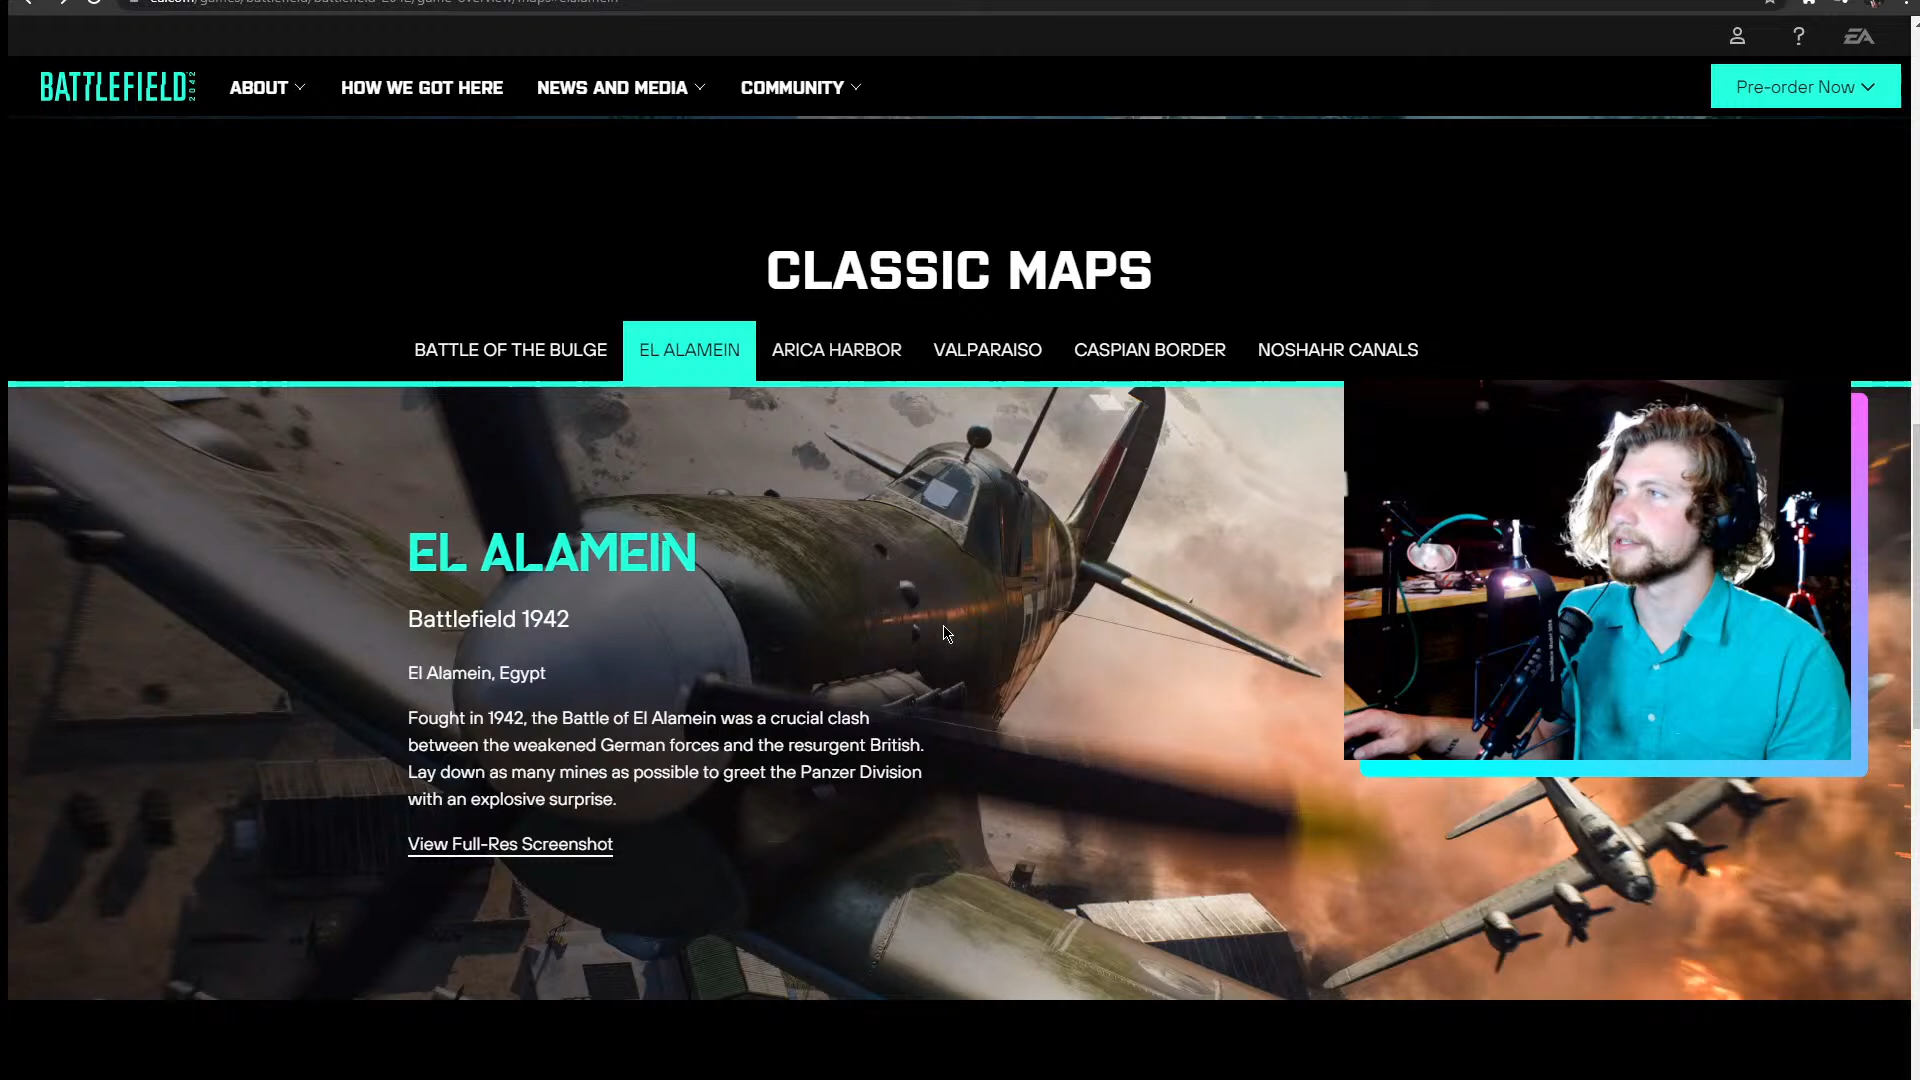 BATTLEFIELD 2042
ABOUT
HOW WE GOT HERE
NEWS AND MEDIA
COMMUNITY
?
EA
Pre-order Now
CLASSIC MAPS
BATTLE OF THE BULGE
EL ALAMEIN
ARICA HARBOR
VALPARAISO
CASPIAN BORDER
NOSHAHR CANALS
EL ALAMEIN
Battlefield 1942
El Alamein, Egypt
Fought in 1942, the Battle of El Alamein was a crucial clash
between the weakened German forces and the resurgent British.
Lay down as many mines as possible to greet the Panzer Division
with an explosive surprise.
View Full-Res Screenshot